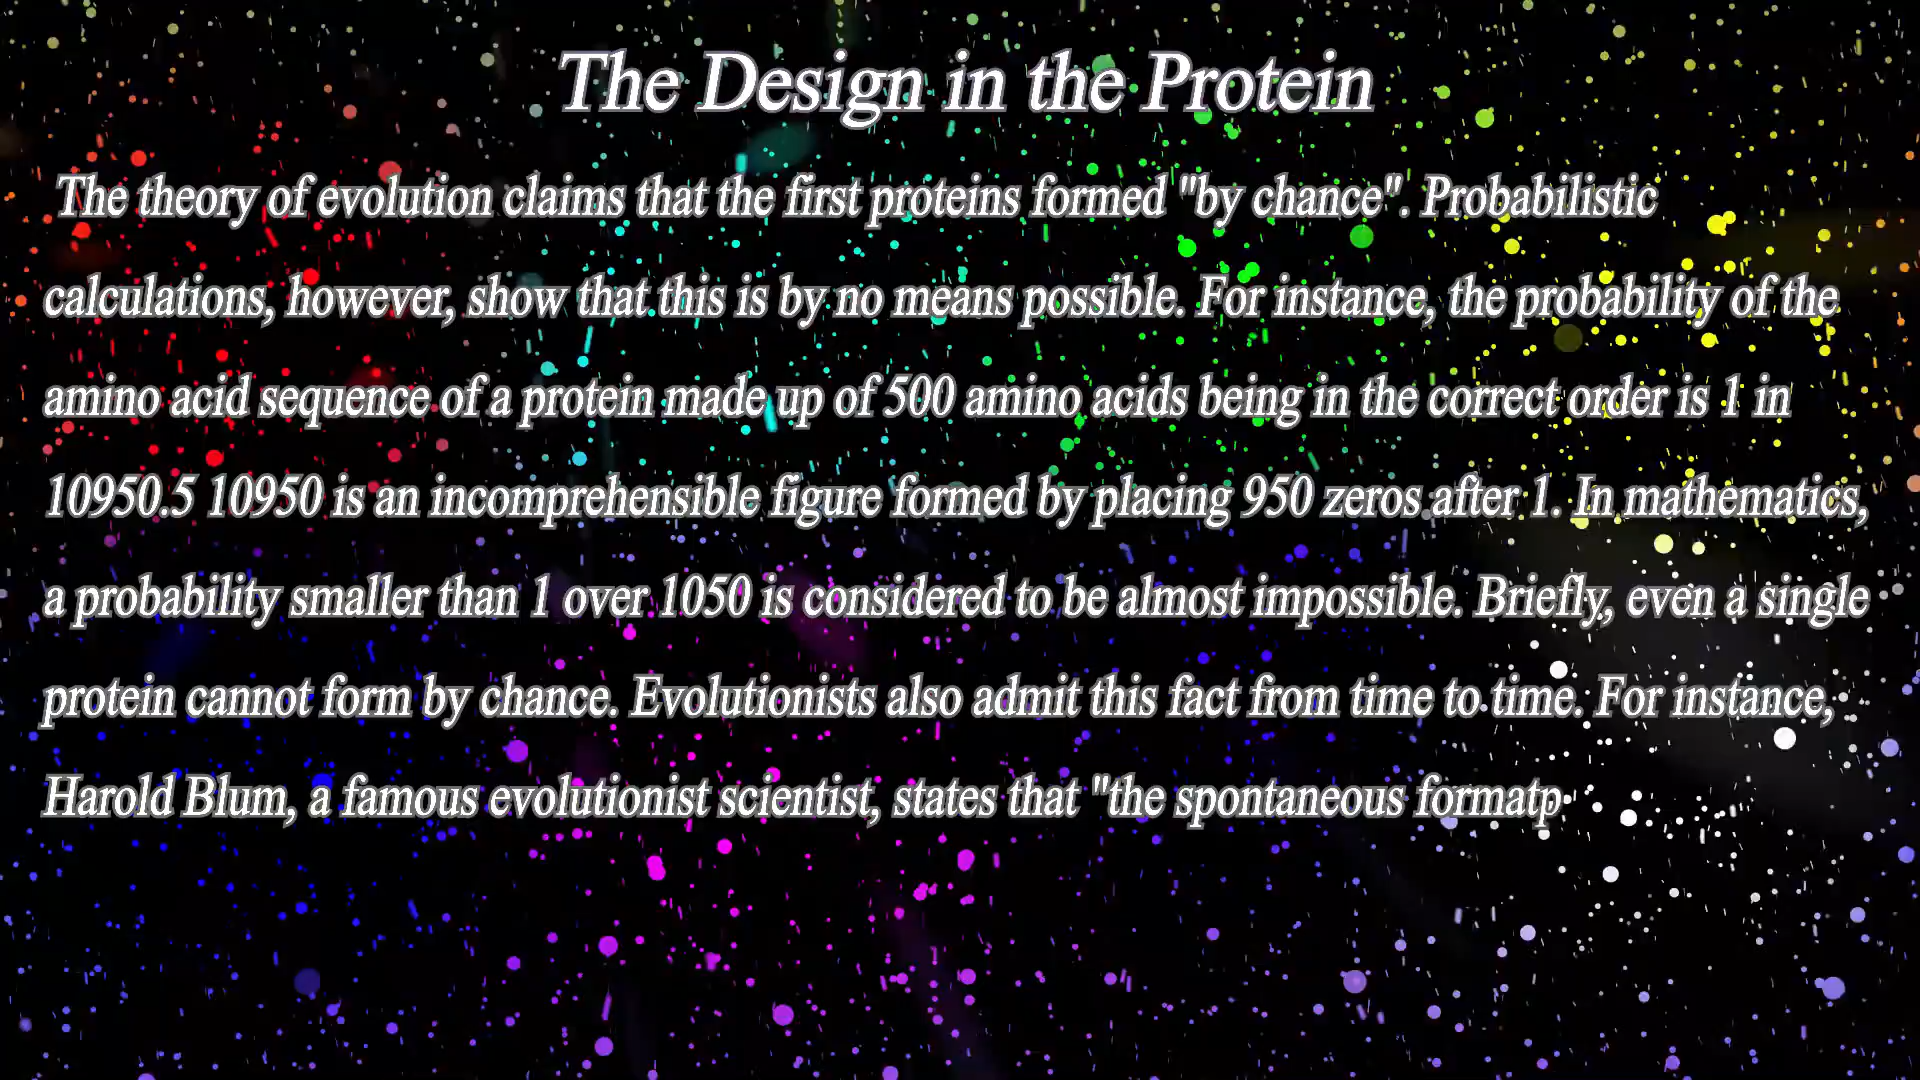 The Design in the Protein
The theory of evolution claims that the first proteins formed "by chance". Probabilistic
calculations, however, show that this is by no means possible. For instance, the probability of the
amino acid sequence of a protein made up of 500 amino acids being in the correct order is 1 in
10950.5 10950 is an incomprehensible figure formed by placing 950 zeros after 1. In mathematics,
a probability smaller than 1 over 1050 is considered to be almost impossible. Briefly, even a single
protein cannot form by chance. Evolutionists also admit this fact from time to time. For instance,
Harold Blum, a famous evolutionist scientist, states that "the spontaneous formatp